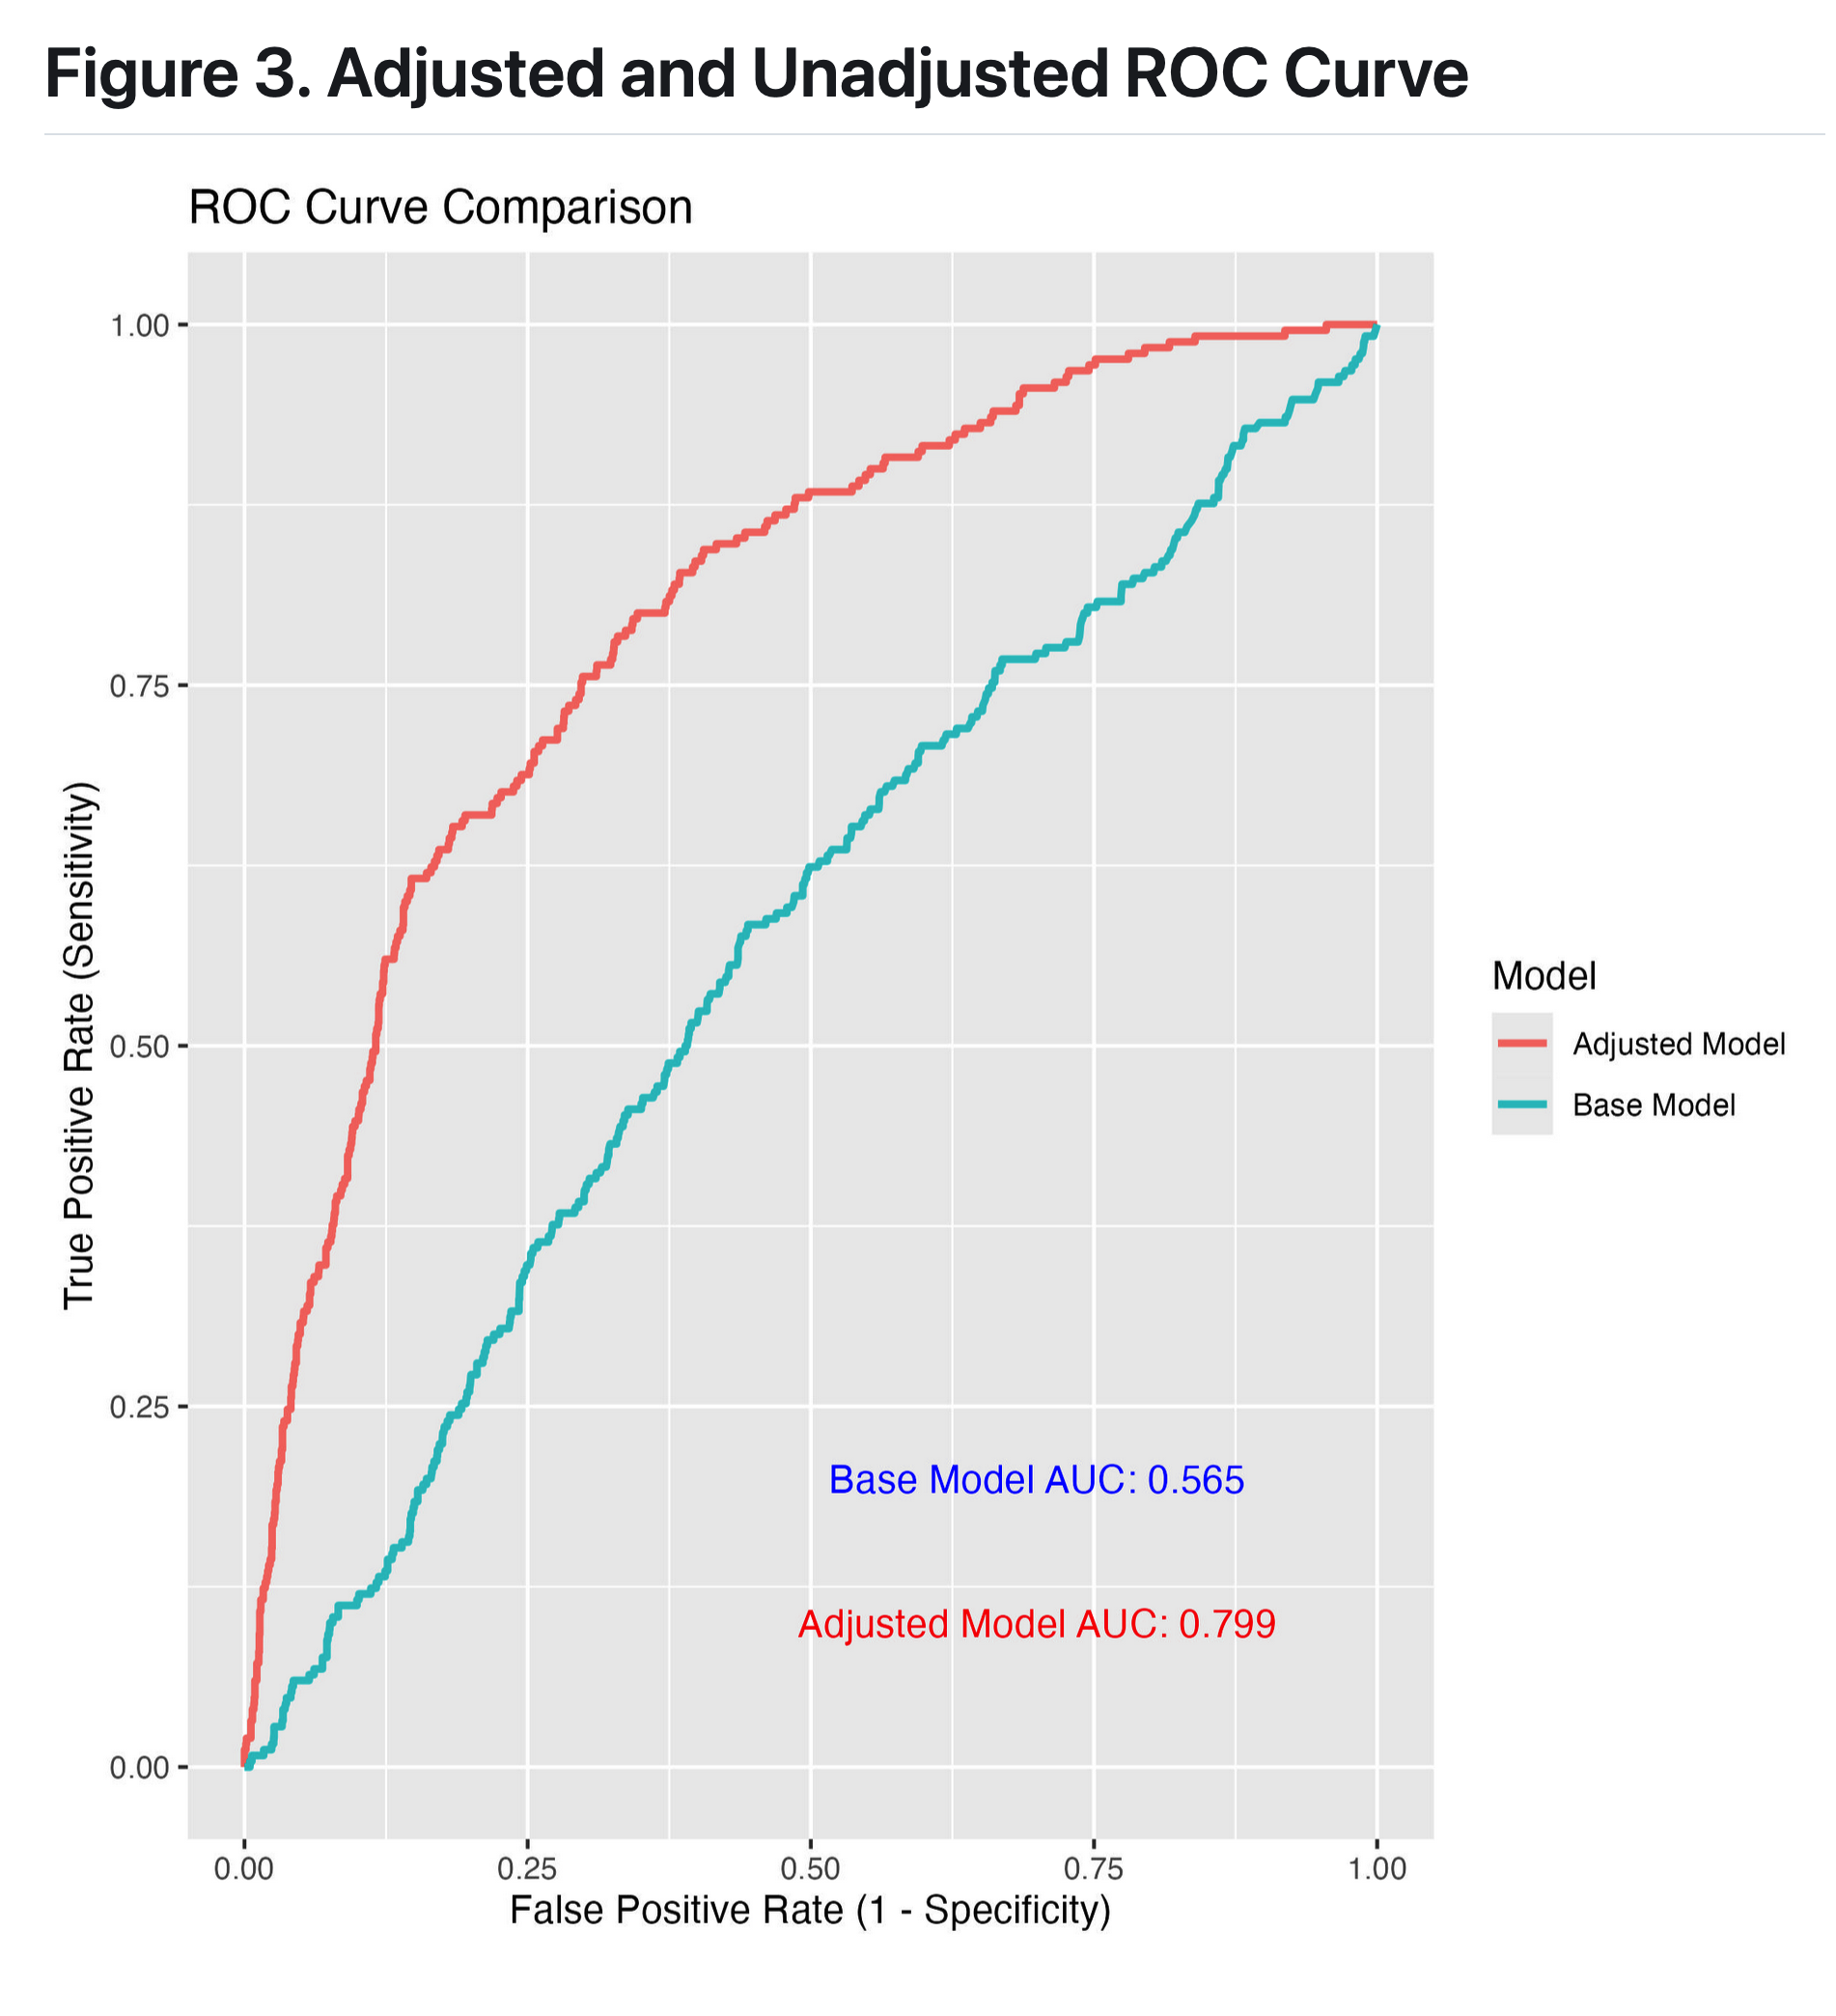 Figure 3. Adjusted and Unadjusted ROC Curve
ROC Curve Comparison
1.00
0.75
0.50
0.25
0.00
True Positive Rate (Sensitivity)
Base Model AUC: 0.565
Adjusted Model AUC: 0.799
0.00 0.25 0.50 0.75 1.00
False Positive Rate (1 - Specificity)
Model
Adjusted Model
Base Model